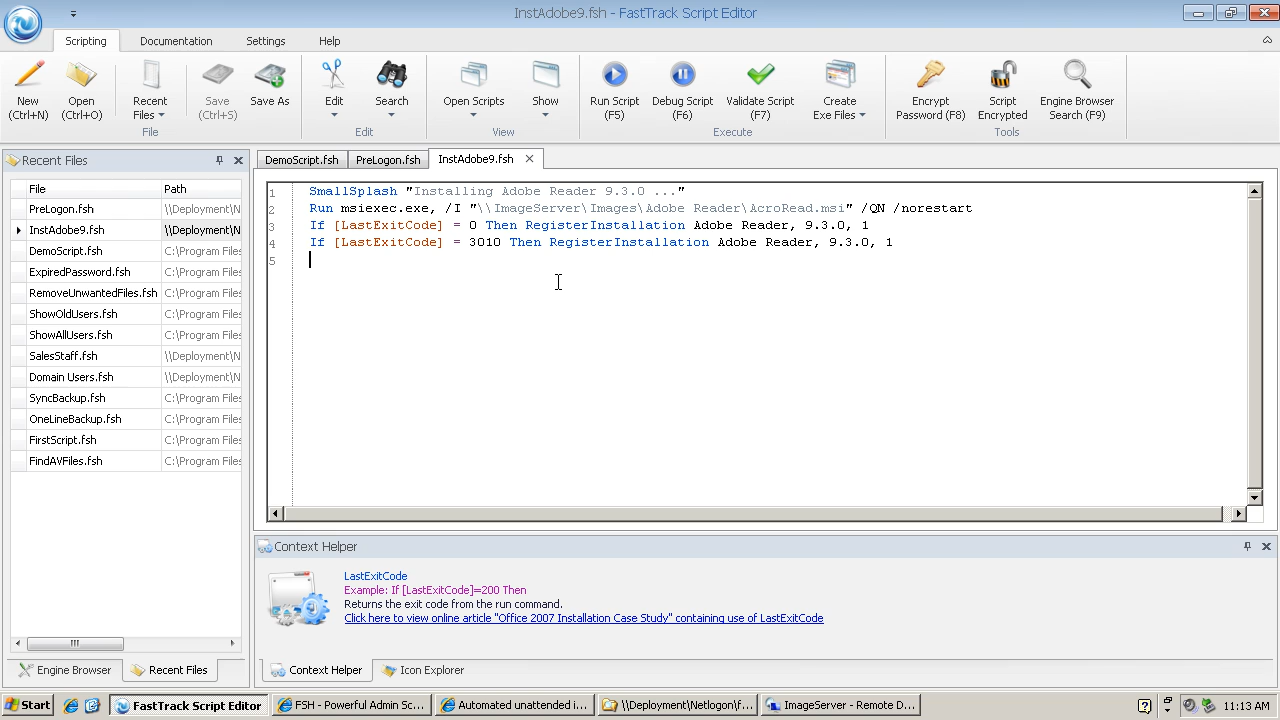 InstAdobe9.fsh - FastTrack Script Editor
Scripting
Documentation
Settings
Help
New
(Ctrl+N)
Open
(Ctrl+O)
Recent
Files
Save
(Ctrl+S)
Save As
File
Edit
Search
Edit
Open Scripts
Show
View
Run Script
(F5)
Debug Script
(F6)
Validate Script
(F7)
Create
Exe Files
Execute
Encrypt
Password (F8)
Script
Encrypted
Engine Browser
Search (F9)
Tools
Recent Files
File Path
PreLogon.fsh \\Deployment\N
InstAdobe9.fsh \\Deployment\N
DemoScript.fsh C:\Program Files
ExpiredPassword.fsh C:\Program Files
RemoveUnwantedFiles.fsh C:\Program Files
ShowOldUsers.fsh C:\Program Files
ShowAllUsers.fsh C:\Program Files
SalesStaff.fsh \\Deployment\N
Domain Users.fsh \\Deployment\N
SyncBackup.fsh C:\Program Files
OneLineBackup.fsh C:\Program Files
FirstScript.fsh C:\Program Files
FindAVFiles.fsh C:\Program Files
Engine Browser
Recent Files
DemoScript.fsh
PreLogon.fsh
InstAdobe9.fsh
1 SmallSplash "Installing Adobe Reader 9.3.0 ..."
2 Run msiexec.exe, /I "\\ImageServer\Images\Adobe Reader\AcroRead.msi" /QN /norestart
3 If [LastExitCode] = 0 Then RegisterInstallation Adobe Reader, 9.3.0, 1
4 If [LastExitCode] = 3010 Then RegisterInstallation Adobe Reader, 9.3.0, 1
5
Context Helper
LastExitCode
Example: If [LastExitCode]=200 Then
Returns the exit code from the run command.
Click here to view online article "Office 2007 Installation Case Study" containing use of LastExitCode
Context Helper
Icon Explorer
Start
FastTrack Script Editor
FSH - Powerful Admin Sc...
Automated unattended i...
\\Deployment\Netlogon\f...
ImageServer - Remote D...
11:13 AM